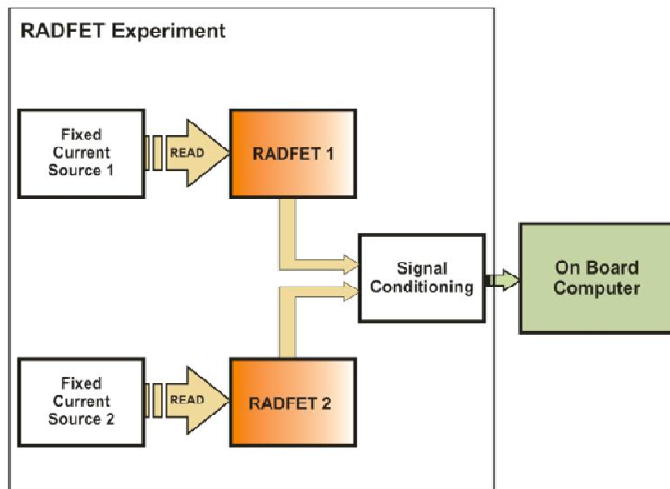 RADFET Experiment
Fixed
Current
Source 1
READ
RADFET 1
Signal
Conditioning
On Board
Computer
Fixed
Current
Source 2
READ
RADFET 2